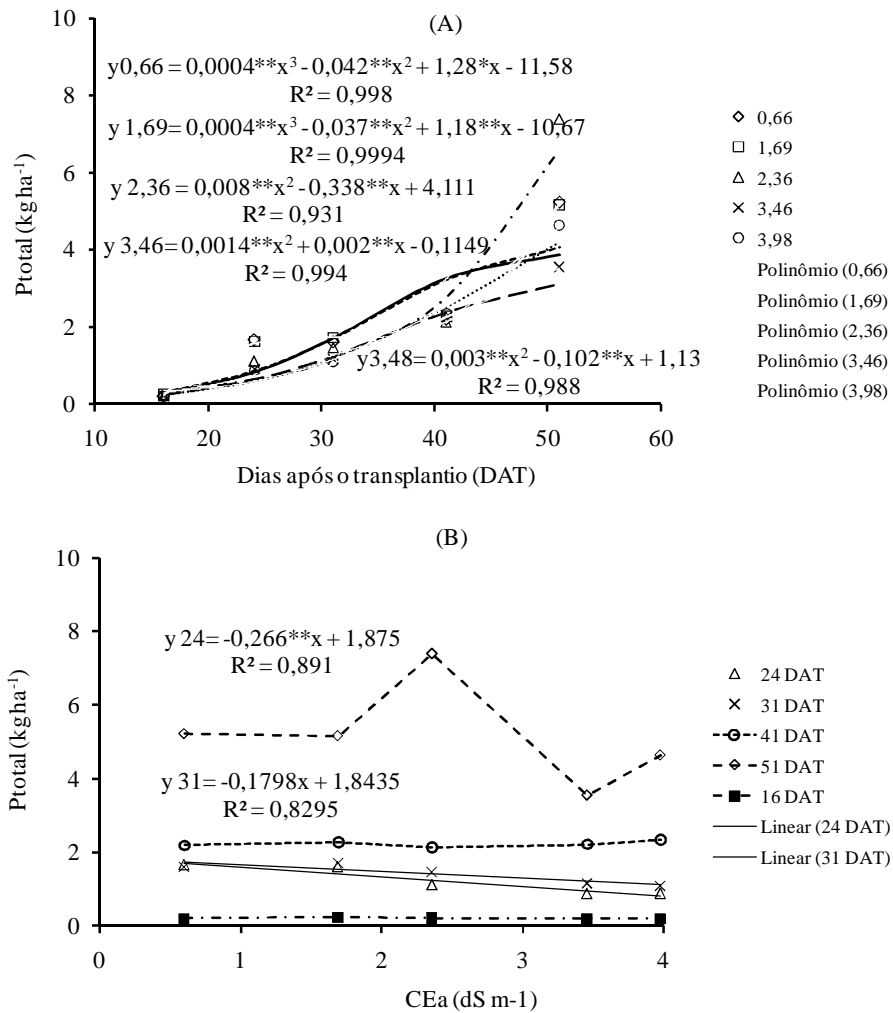 (A)
10
8
6
4
2
0
Ptotal (kg ha⁻¹)
y0,66 = 0,0004**x³ - 0,042**x² + 1,28*x - 11,58
R² = 0,998
y 1,69= 0,0004**x³ - 0,037**x² + 1,18**x - 10,67
R² = 0,9994
y 2,36 = 0,008**x² - 0,338**x + 4,111
R² = 0,931
y 3,46= 0,0014**x² + 0,002**x - 0,1149
R² = 0,994
y3,48= 0,003**x² - 0,102**x + 1,13
R² = 0,988
10 20 30 40 50 60
Dias após o transplantio (DAT)
0,66
1,69
2,36
3,46
3,98
Polinômio (0,66)
Polinômio (1,69)
Polinômio (2,36)
Polinômio (3,46)
Polinômio (3,98)
(B)
10
8
6
4
2
0
Ptotal (kg ha⁻¹)
y 24= -0,266**x + 1,875
R² = 0,891
y 31= -0,1798x + 1,8435
R² = 0,8295
0 1 2 3 4
CEa (dS m-1)
24 DAT
31 DAT
41 DAT
51 DAT
16 DAT
Linear (24 DAT)
Linear (31 DAT)